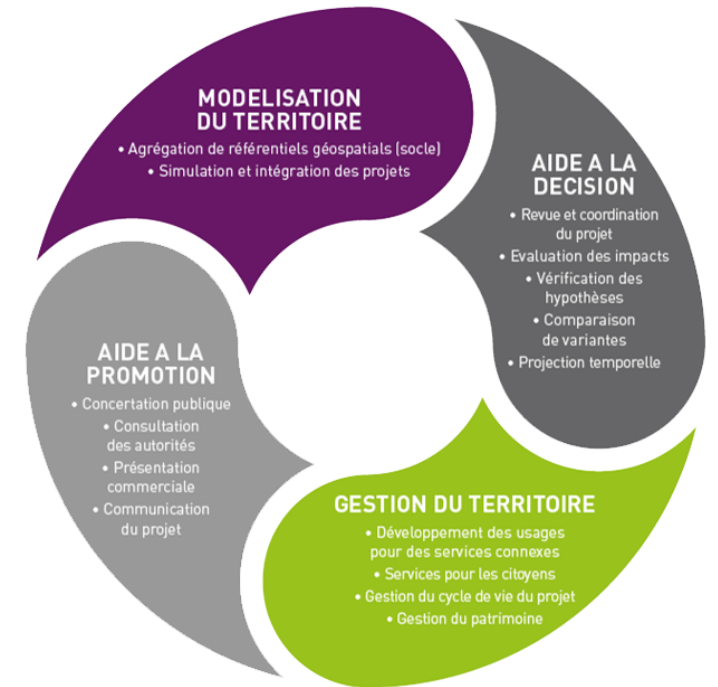 MODELISATION
DU TERRITOIRE
• Agrégation de référentiels géospatials (socle)
• Simulation et intégration des projets
AIDE A LA
DECISION
• Revue et coordination
du projet
• Evaluation des impacts
• Vérification des
hypothèses
• Comparaison
de variantes
• Projection temporelle
AIDE A LA
PROMOTION
• Concertation publique
• Consultation
des autorités
• Présentation
commerciale
• Communication
du projet
GESTION DU TERRITOIRE
• Développement des usages
pour des services connexes
• Services pour les citoyens
• Gestion du cycle de vie du projet
• Gestion du patrimoine